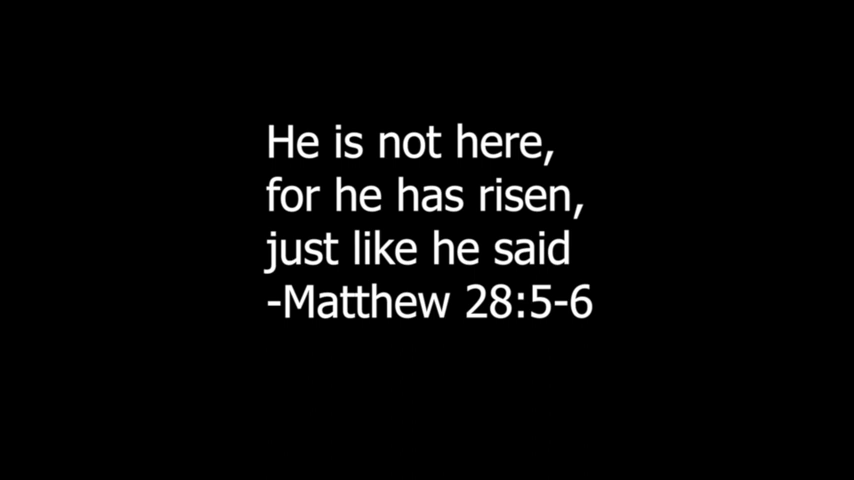 He is not here,
for he has risen,
just like he said
-Matthew 28:5-6